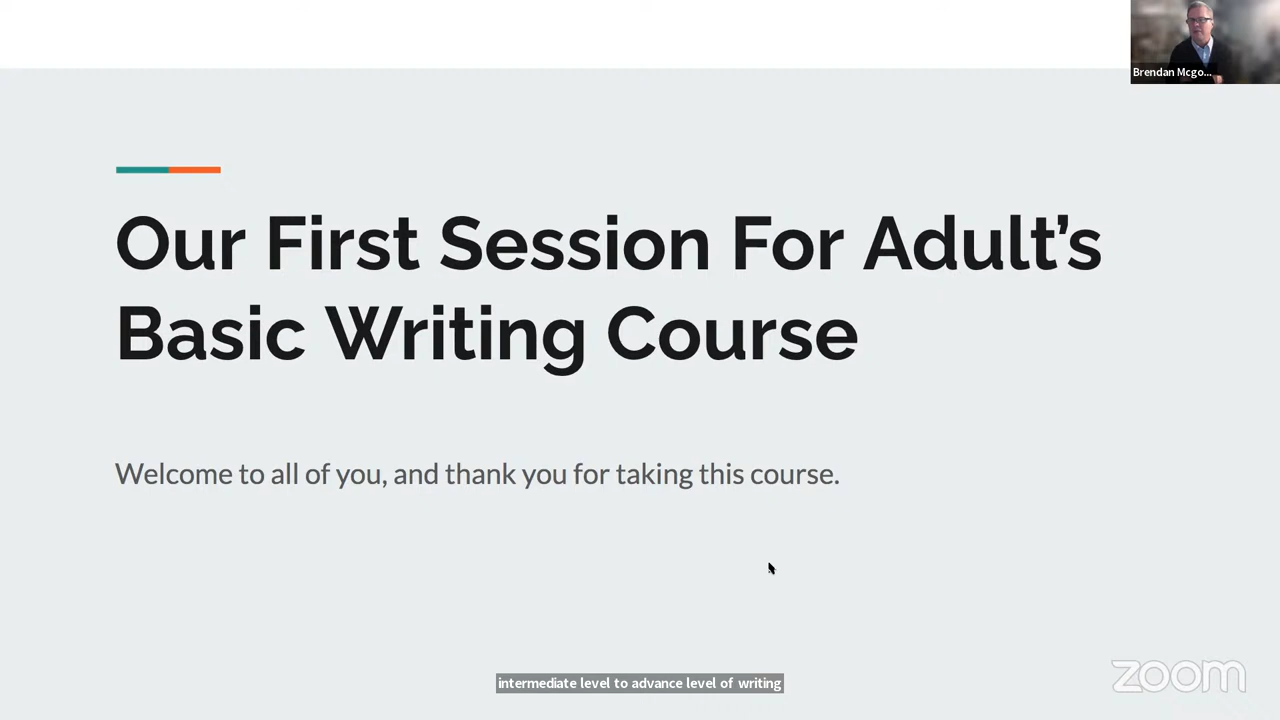 Brendan Mcgo...
Our First Session For Adult’s
Basic Writing Course
Welcome to all of you, and thank you for taking this course.
intermediate level to advance level of writing
zoom